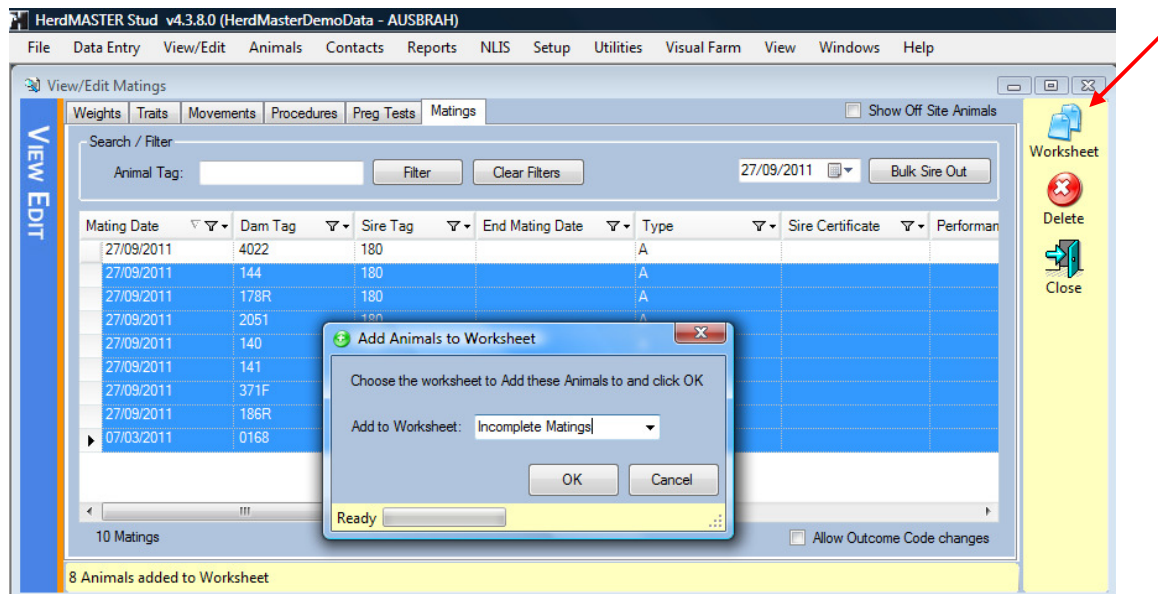 HerdMASTER Stud v4.3.8.0 (HerdMasterDemoData - AUSBRAH)
File Data Entry View/Edit Animals Contacts Reports NLIS Setup Utilities Visual Farm View Windows Help
View/Edit Matings
Weights Traits Movements Procedures Preg Tests Matings Show Off Site Animals
VIEW EDIT
Search / Filter
Animal Tag: Filter Clear Filters 27/09/2011 Bulk Sire Out
Worksheet
Delete
Close
Mating Date Dam Tag Sire Tag End Mating Date Type Sire Certificate Performan
27/09/2011 4022 180 A
27/09/2011 144 180 A
27/09/2011 178R 180 A
27/09/2011 2051 180 A
27/09/2011 140
27/09/2011 141
27/09/2011 371F
27/09/2011 186R
07/03/2011 0168
Add Animals to Worksheet
Choose the worksheet to Add these Animals to and click OK
Add to Worksheet: Incomplete Matings
OK Cancel
Ready
10 Matings Allow Outcome Code changes
8 Animals added to Worksheet